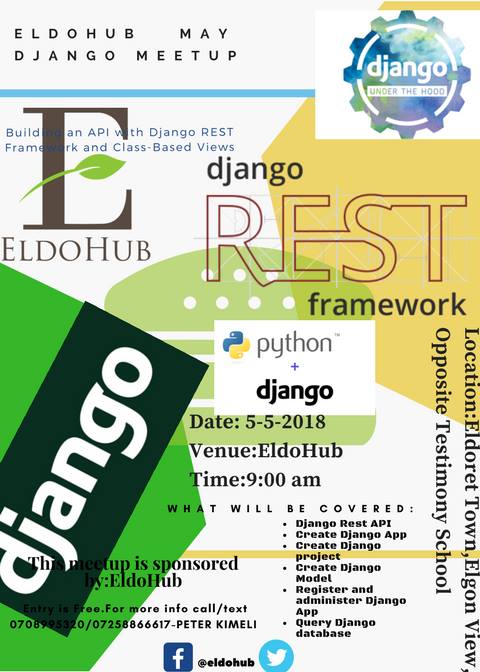 ELDOHUB MAY
DJANGO MEETUP
django
UNDER THE HOOD
Building an API with Django REST
Framework and Class-Based Views
E
ELDOHUB
django
REST
framework
python™
+
django
django
Date: 5-5-2018
Venue:EldoHub
Time:9:00 am
Location:Eldoret Town,Elgon View,
Opposite Testimony School
WHAT WILL BE COVERED:
Django Rest API
Create Django App
Create Django
project
Create Django
Model
Register and
administer Django
App
Query Django
database
This meetup is sponsored
by:EldoHub
Entry is Free.For more info call/text
0708995320/07258866617-PETER KIMELI
@eldohub